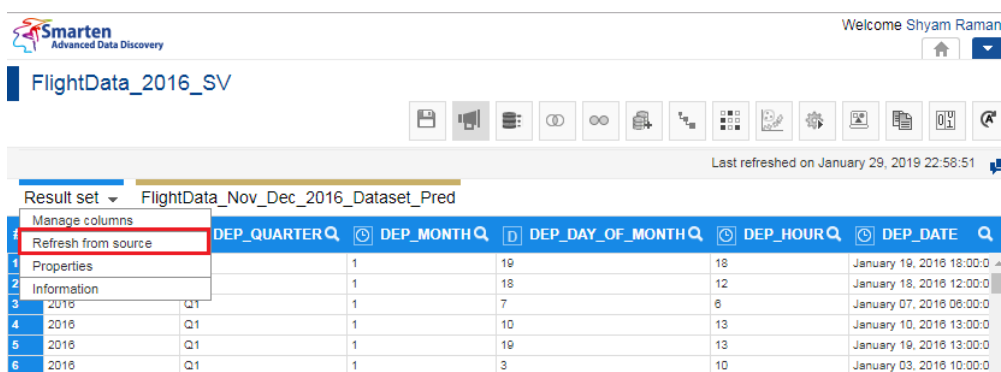 Smarten
Advanced Data Discovery
Welcome Shyam Raman
FlightData_2016_SV
Last refreshed on January 29, 2019 22:58:51
Result set FlightData_Nov_Dec_2016_Dataset_Pred
Manage columns
Refresh from source
Properties
Information
DEP_QUARTER DEP_MONTH D DEP_DAY_OF_MONTH DEP_HOUR DEP_DATE
1 1 19 18 January 19, 2016 18:00:0
2 1 18 12 January 18, 2016 12:00:0
3 2016 Q1 1 7 6 January 07, 2016 06:00:0
4 2016 Q1 1 10 13 January 10, 2016 13:00:0
5 2016 Q1 1 19 13 January 19, 2016 13:00:0
6 2016 Q1 1 3 10 January 03, 2016 10:00:0